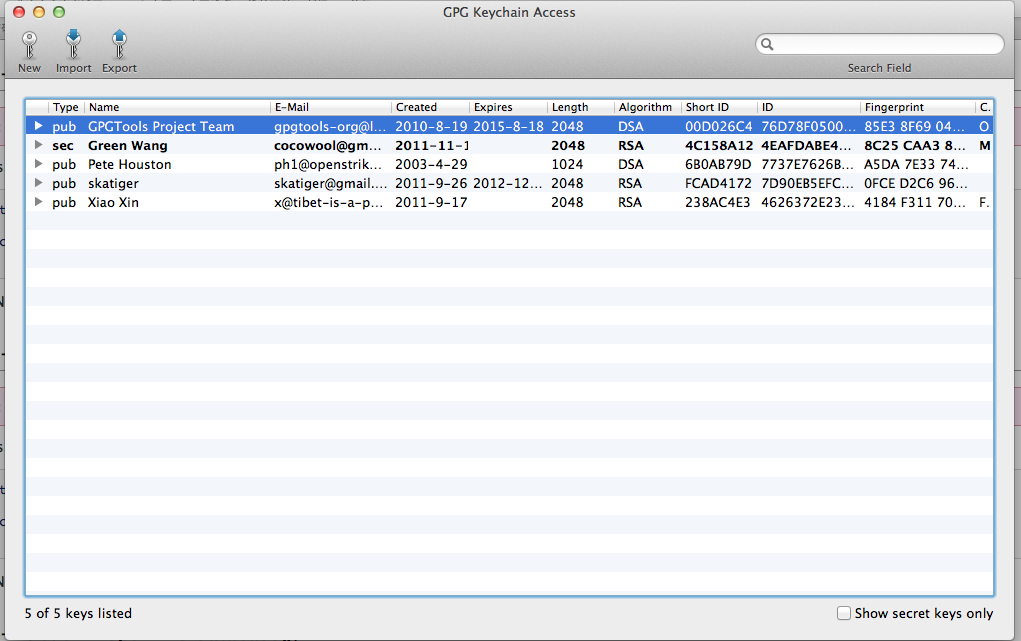 GPG Keychain Access
New Import Export
Search Field
Type Name E-Mail Created Expires Length Algorithm Short ID ID Fingerprint C.
pub GPGTools Project Team gpgtools-org@l... 2010-8-19 2015-8-18 2048 DSA 00D026C4 76D78F0500... 85E3 8F69 04... O
sec Green Wang cocowool@gm... 2011-11-1 2048 RSA 4C158A12 4EAFDABE4... 8C25 CAA3 8... M
pub Pete Houston ph1@openstrik... 2003-4-29 1024 DSA 6B0AB79D 7737E7626B... A5DA 7E33 74...
pub skatiger skatiger@gmail.... 2011-9-26 2012-12... 2048 RSA FCAD4172 7D90EB5EFC... 0FCE D2C6 96...
pub Xiao Xin x@tibet-is-a-p... 2011-9-17 2048 RSA 238AC4E3 4626372E23... 4184 F311 70... F.
5 of 5 keys listed
Show secret keys only